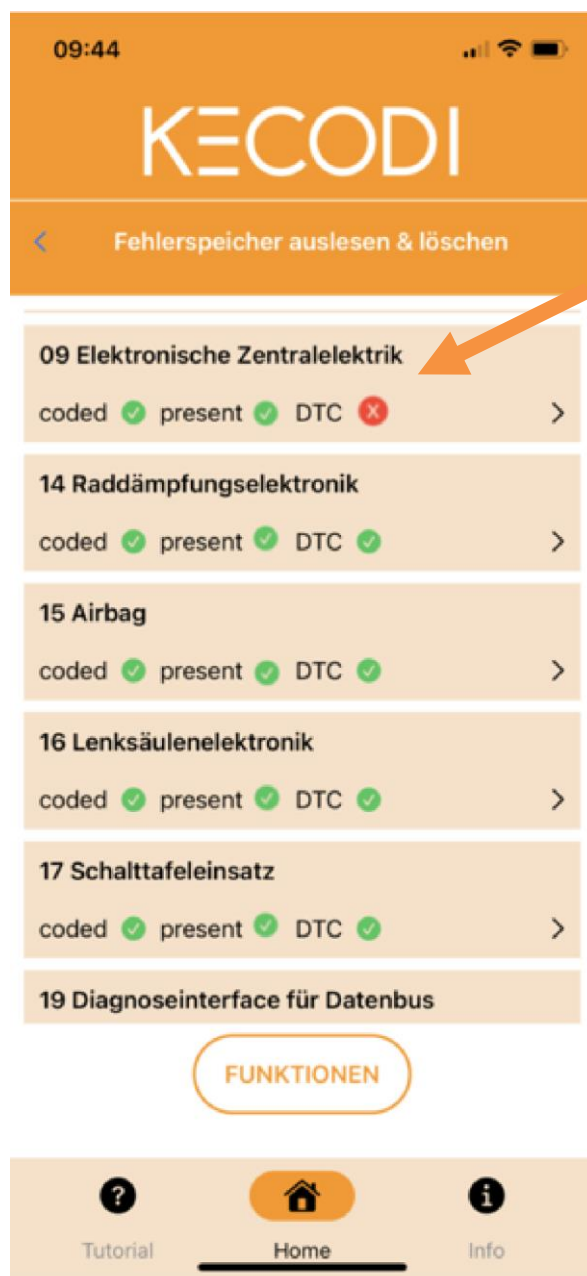 09:44
KECODI
Fehlerspeicher auslesen & löschen
09 Elektronische Zentralelektrik
coded present DTC X
14 Raddämpfungselektronik
coded present DTC
15 Airbag
coded present DTC
16 Lenksäulenelektronik
coded present DTC
17 Schalttafeleinsatz
coded present DTC
19 Diagnoseinterface für Datenbus
FUNKTIONEN
Tutorial Home Info